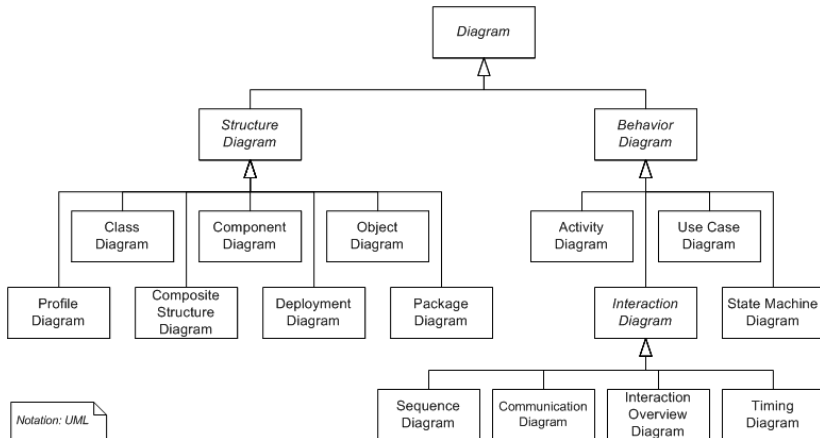 Diagram
Structure
Diagram
Behavior
Diagram
Class
Diagram
Component
Diagram
Object
Diagram
Activity
Diagram
Use Case
Diagram
Profile
Diagram
Composite
Structure
Diagram
Deployment
Diagram
Package
Diagram
Interaction
Diagram
State Machine
Diagram
Sequence
Diagram
Communication
Diagram
Interaction
Overview
Diagram
Timing
Diagram
Notation: UML